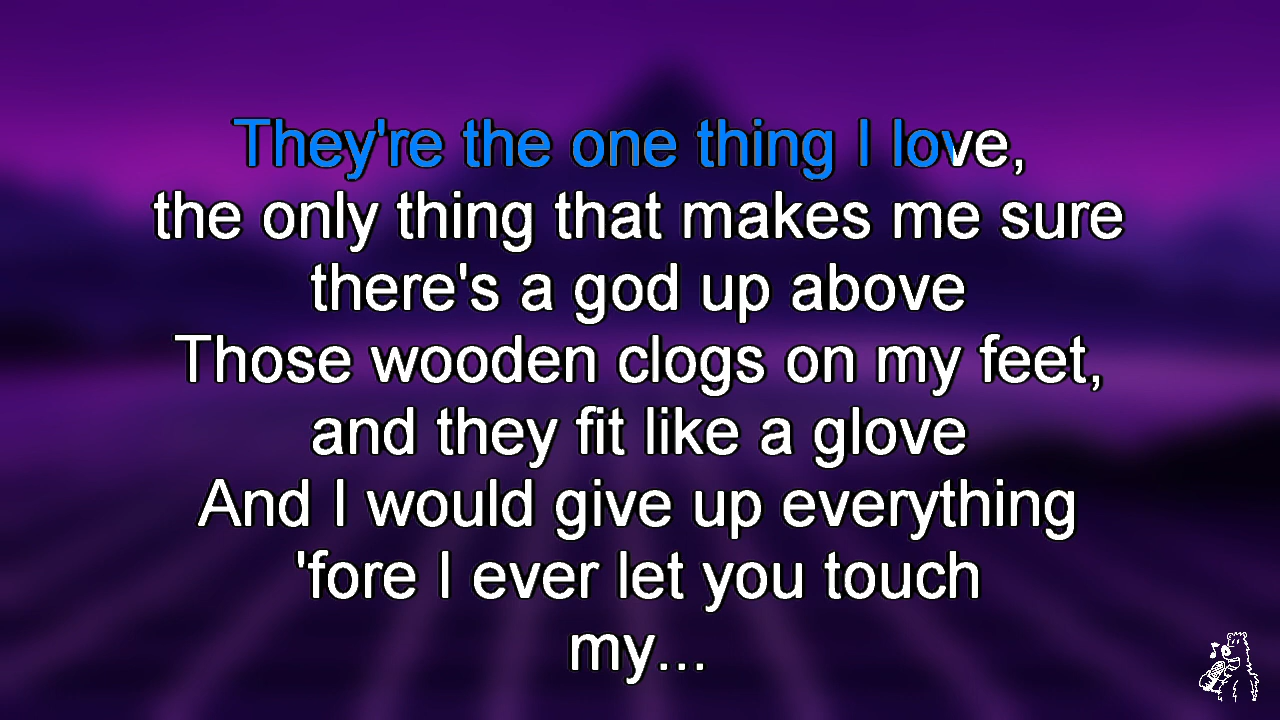 They're the one thing I love,
the only thing that makes me sure
there's a god up above
Those wooden clogs on my feet,
and they fit like a glove
And I would give up everything
'fore I ever let you touch
my...